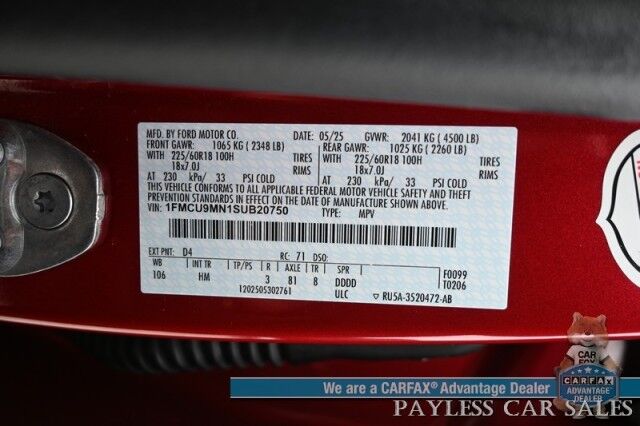 MFD. BY FORD MOTOR CO. DATE: 05/25 GVWR: 2041 KG ( 4500 LB)
FRONT GAWR: 1065 KG ( 2348 LB) REAR GAWR: 1025 KG ( 2260 LB)
WITH 225/60R18 100H TIRES WITH 225/60R18 100H TIRES
18x7.0J RIMS 18x7.0J RIMS
AT 230 kPa/ 33 PSI COLD AT 230 kPa/ 33 PSI COLD
THIS VEHICLE CONFORMS TO ALL APPLICABLE FEDERAL MOTOR VEHICLE SAFETY AND THEFT
PREVENTION STANDARDS IN EFFECT ON THE DATE OF MANUFACTURE SHOWN ABOVE.
VIN: 1FMCU9MN1SUB20750 TYPE: MPV
EXT PNT: D4 RC: 71 DSO:
WB INT TR TP/PS R AXLE TR SPR F0099
106 HM 3 81 8 DDDD T0206
1202505302761 ULC ▽ RU5A-3520472-AB
We are a CARFAX® Advantage Dealer
CAR
FOX
CARFAX
ADVANTAGE
DEALER
PAYLESS CAR SALES